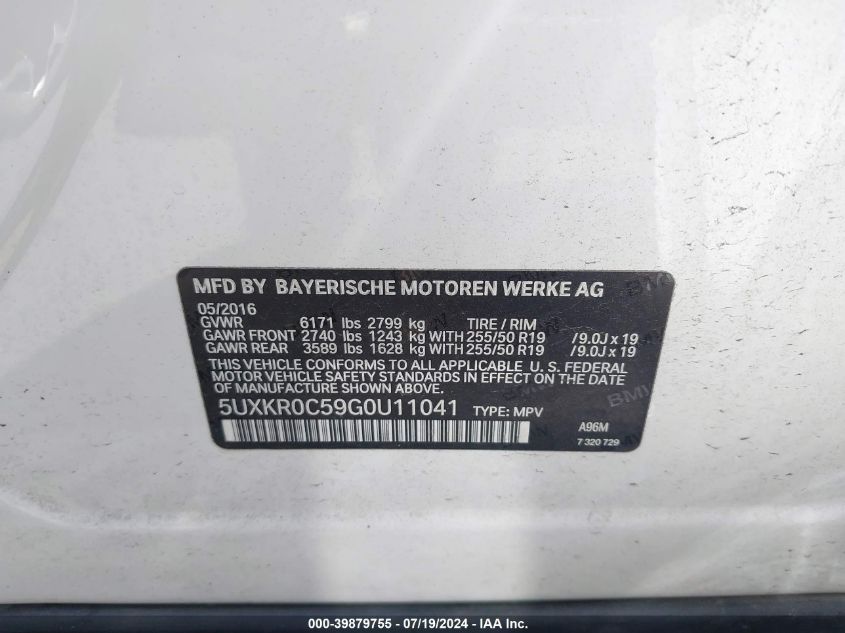 MFD BY BAYERISCHE MOTOREN WERKE AG
05/2016
GVWR 6171 lbs 2799 kg TIRE / RIM
GAWR FRONT 2740 lbs 1243 kg WITH 255/50 R19 /9.0J x 19
GAWR REAR 3589 lbs 1628 kg WITH 255/50 R19 /9.0J x 19
THIS VEHICLE CONFORMS TO ALL APPLICABLE U. S. FEDERAL
MOTOR VEHICLE SAFETY STANDARDS IN EFFECT ON THE
DATE OF MANUFACTURE SHOWN ABOVE.
5UXKR0C59G0U11041 TYPE: MPV
A96M
7 320 729
BMW
000-39879755 - 07/19/2024 - IAA Inc.